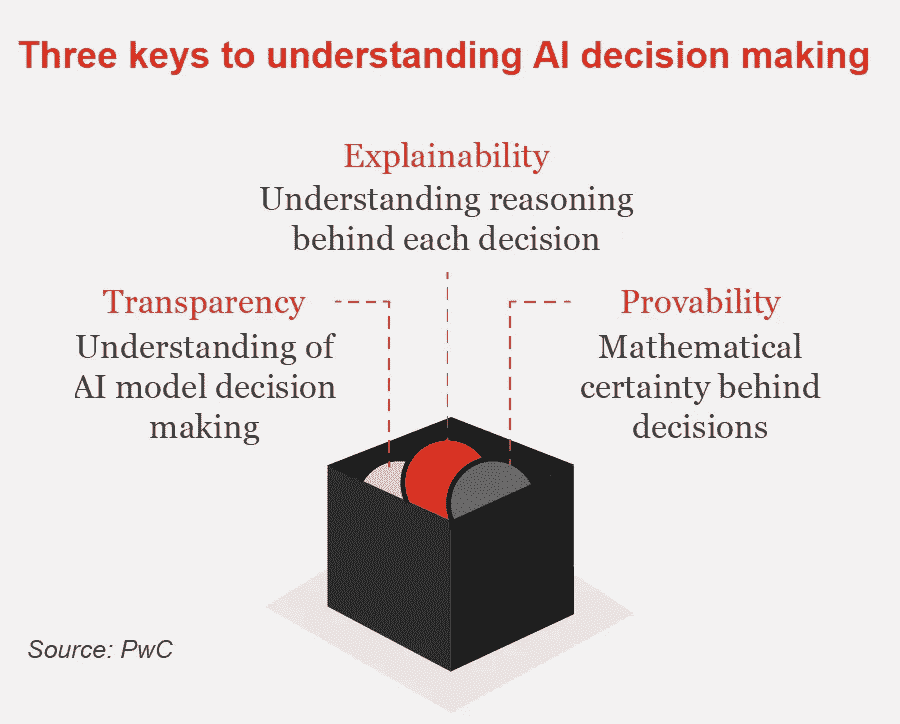 Three keys to understanding AI decision making
Explainability
Understanding reasoning
behind each decision
Transparency
Understanding of
AI model decision
making
Provability
Mathematical
certainty behind
decisions
Source: PwC